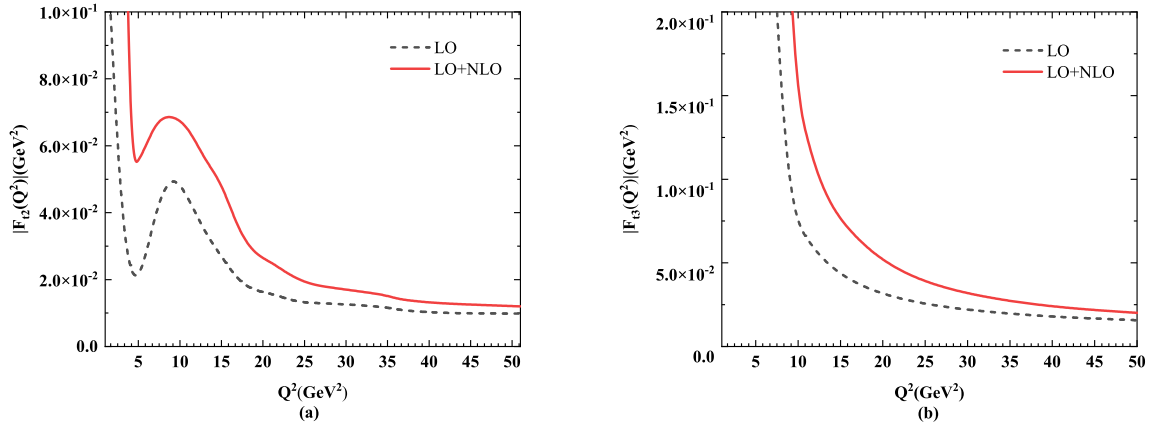 1.0×10⁻¹
8.0×10⁻²
6.0×10⁻²
4.0×10⁻²
2.0×10⁻²
0.0
|Fₜ₂(Q²)|(GeV²)
LO
LO+NLO
5 10 15 20 25 30 35 40 45 50
Q²(GeV²)
(a)
2.0×10⁻¹
1.5×10⁻¹
1.0×10⁻¹
5.0×10⁻²
0.0
|Fₜ₃(Q²)|(GeV²)
LO
LO+NLO
5 10 15 20 25 30 35 40 45 50
Q²(GeV²)
(b)